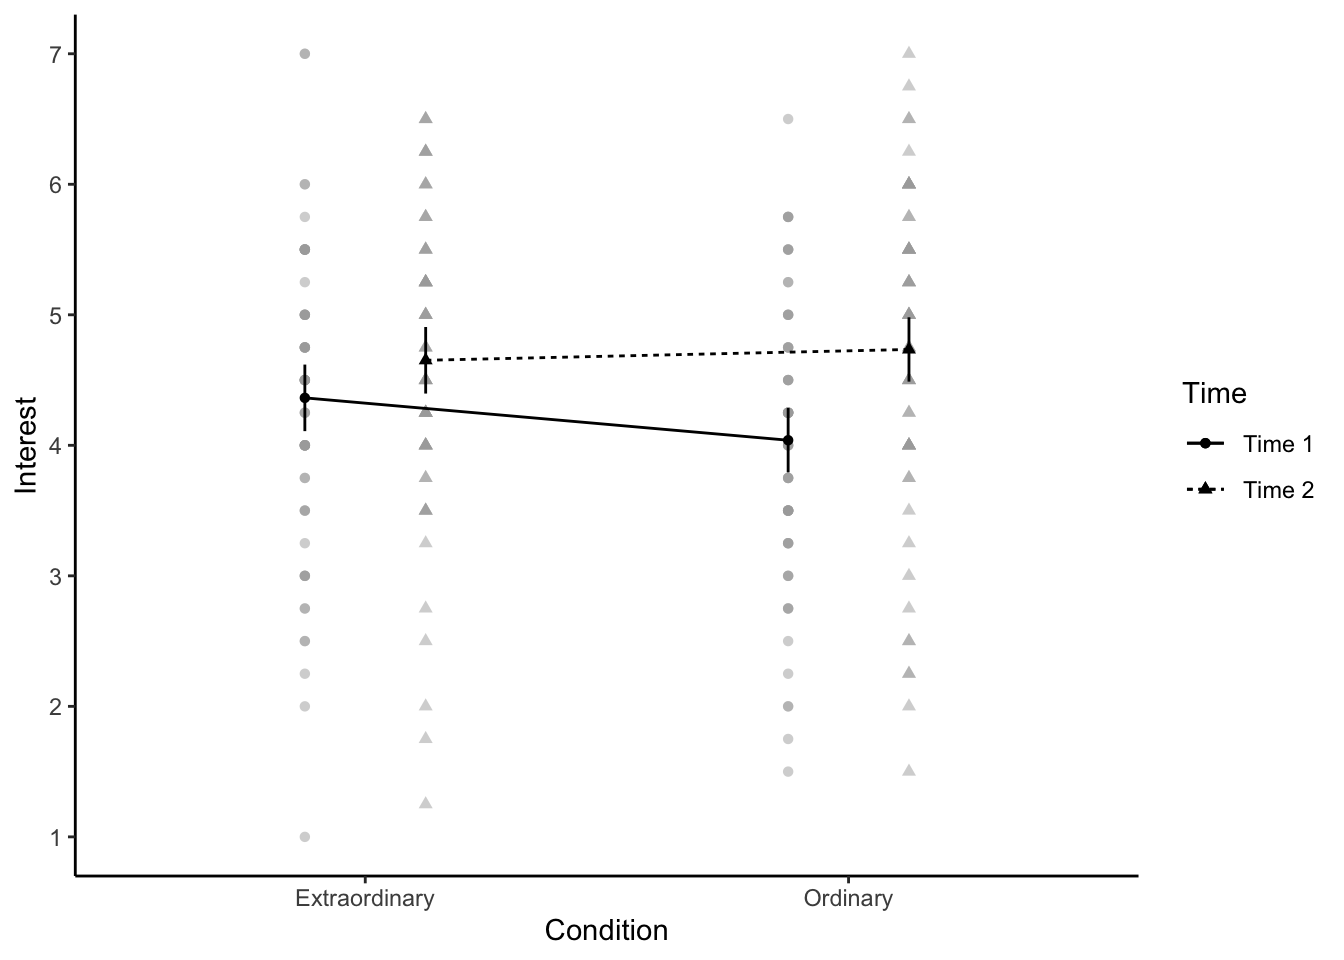 7
6
5
4
3
2
1
Interest
Extraordinary
Ordinary
Condition
Time
Time 1
Time 2